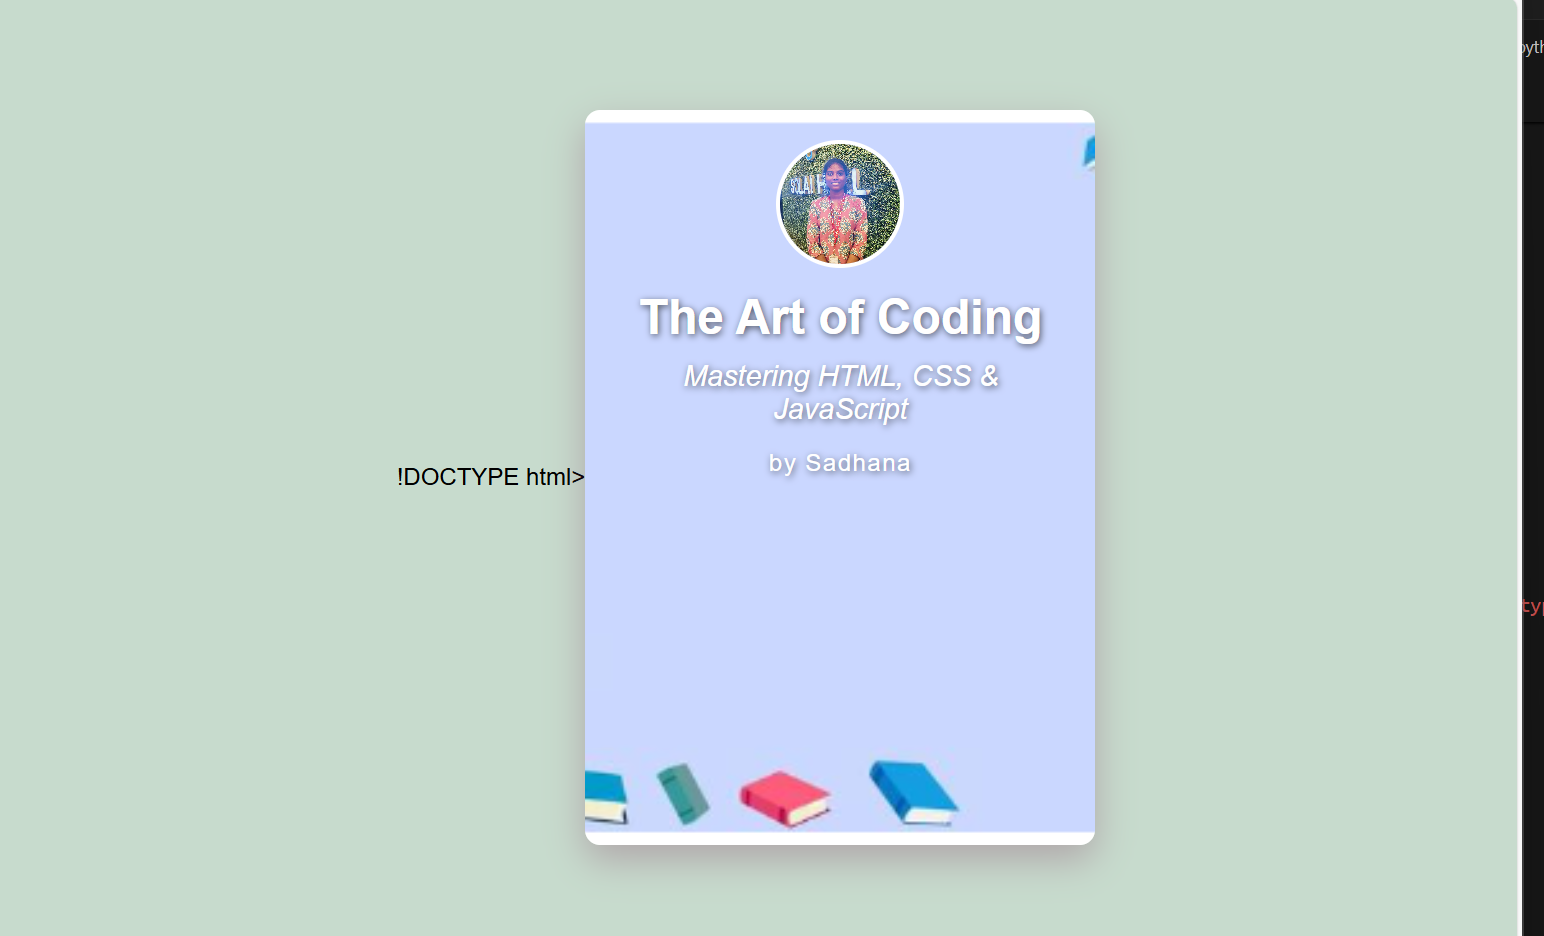 The Art of Coding
Mastering HTML, CSS &
JavaScript
by Sadhana
!DOCTYPE html>